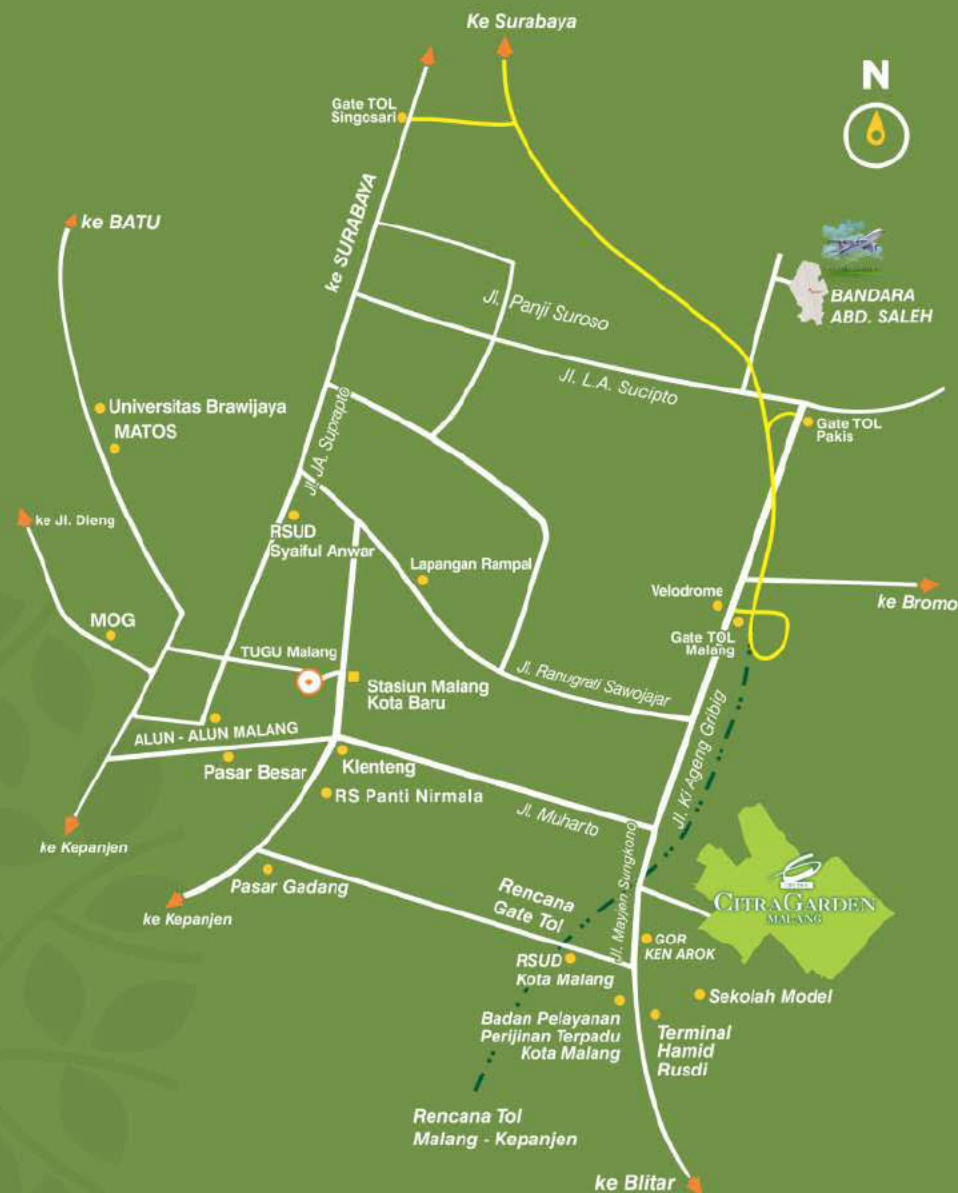 Ke Surabaya
N
Gate TOL
Singosari
ke SURABAYA
ke BATU
BANDARA
ABD. SALEH
Jl. Panji Suroso
Jl. L.A. Sucipto
Universitas Brawijaya
MATOS
Jl. JA. Suprapto
Gate TOL
Pakis
ke Jl. Dieng
RSUD
Syaiful Anwar
Lapangan Rampal
Velodrome
ke Bromo
MOG
TUGU Malang
Gate TOL
Malang
Stasiun Malang
Kota Baru
Jl. Ranugrati Sawojajar
Jl. Ki Ageng Gribig
ALUN - ALUN MALANG
Pasar Besar
Klenteng
RS Panti Nirmala
Jl. Muharto
ke Kepanjen
Jl. Mayjen Sungkono
CITRAGARDEN
MALANG
Pasar Gadang
ke Kepanjen
Rencana
Gate Tol
GOR
KEN AROK
RSUD
Kota Malang
Sekolah Model
Badan Pelayanan
Perijinan Terpadu
Kota Malang
Terminal
Hamid
Rusdi
Rencana Tol
Malang - Kepanjen
ke Blitar